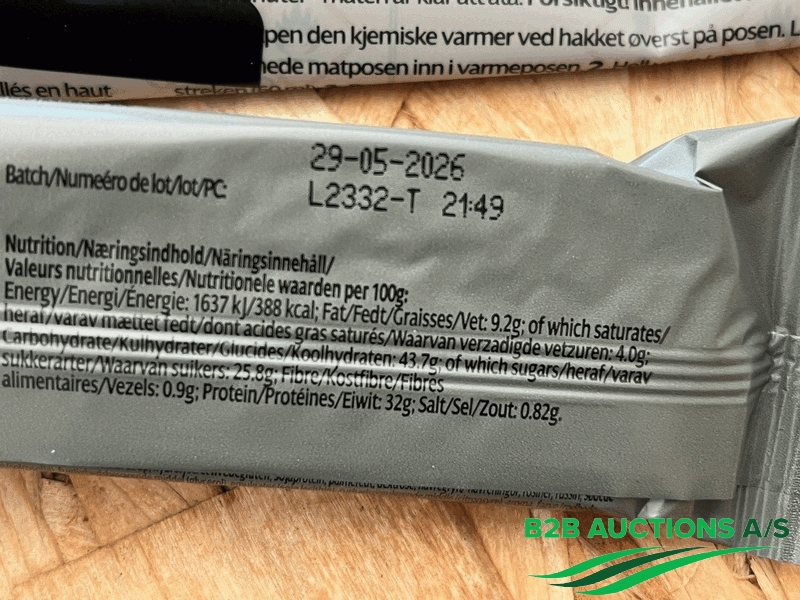 pen den kjemiske varmer ved hakket øverst på posen. L
nede matposen inn i varmeposen. 2.
llés en haut streken
29-05-2026
Batch/Numeéro de lot/lot/PC: L2332-T 21:49
Nutrition/Næringsindhold/Näringsinnehåll/
Valeurs nutritionnelles/Nutritionele waarden per 100g:
Energy/Energi/Énergie: 1637 kJ/388 kcal; Fat/Fedt/Graisses/Vet: 9.2g; of which saturates/
heraf/varav mættet fedt/dont acides gras saturés/Waarvan verzadigde vetzuren: 4.0g;
Carbohydrate/Kulhydrater/Glucides/Koolhydraten: 43.7g; of which sugars/heraf/varav
sukkerarter/Waarvan suikers: 25.8g; Fibre/Kostfibre/Fibres
alimentaires/Vezels: 0.9g; Protein/Protéines/Eiwit: 32g; Salt/Sel/Zout: 0.82g.
B2B AUCTIONS A/S